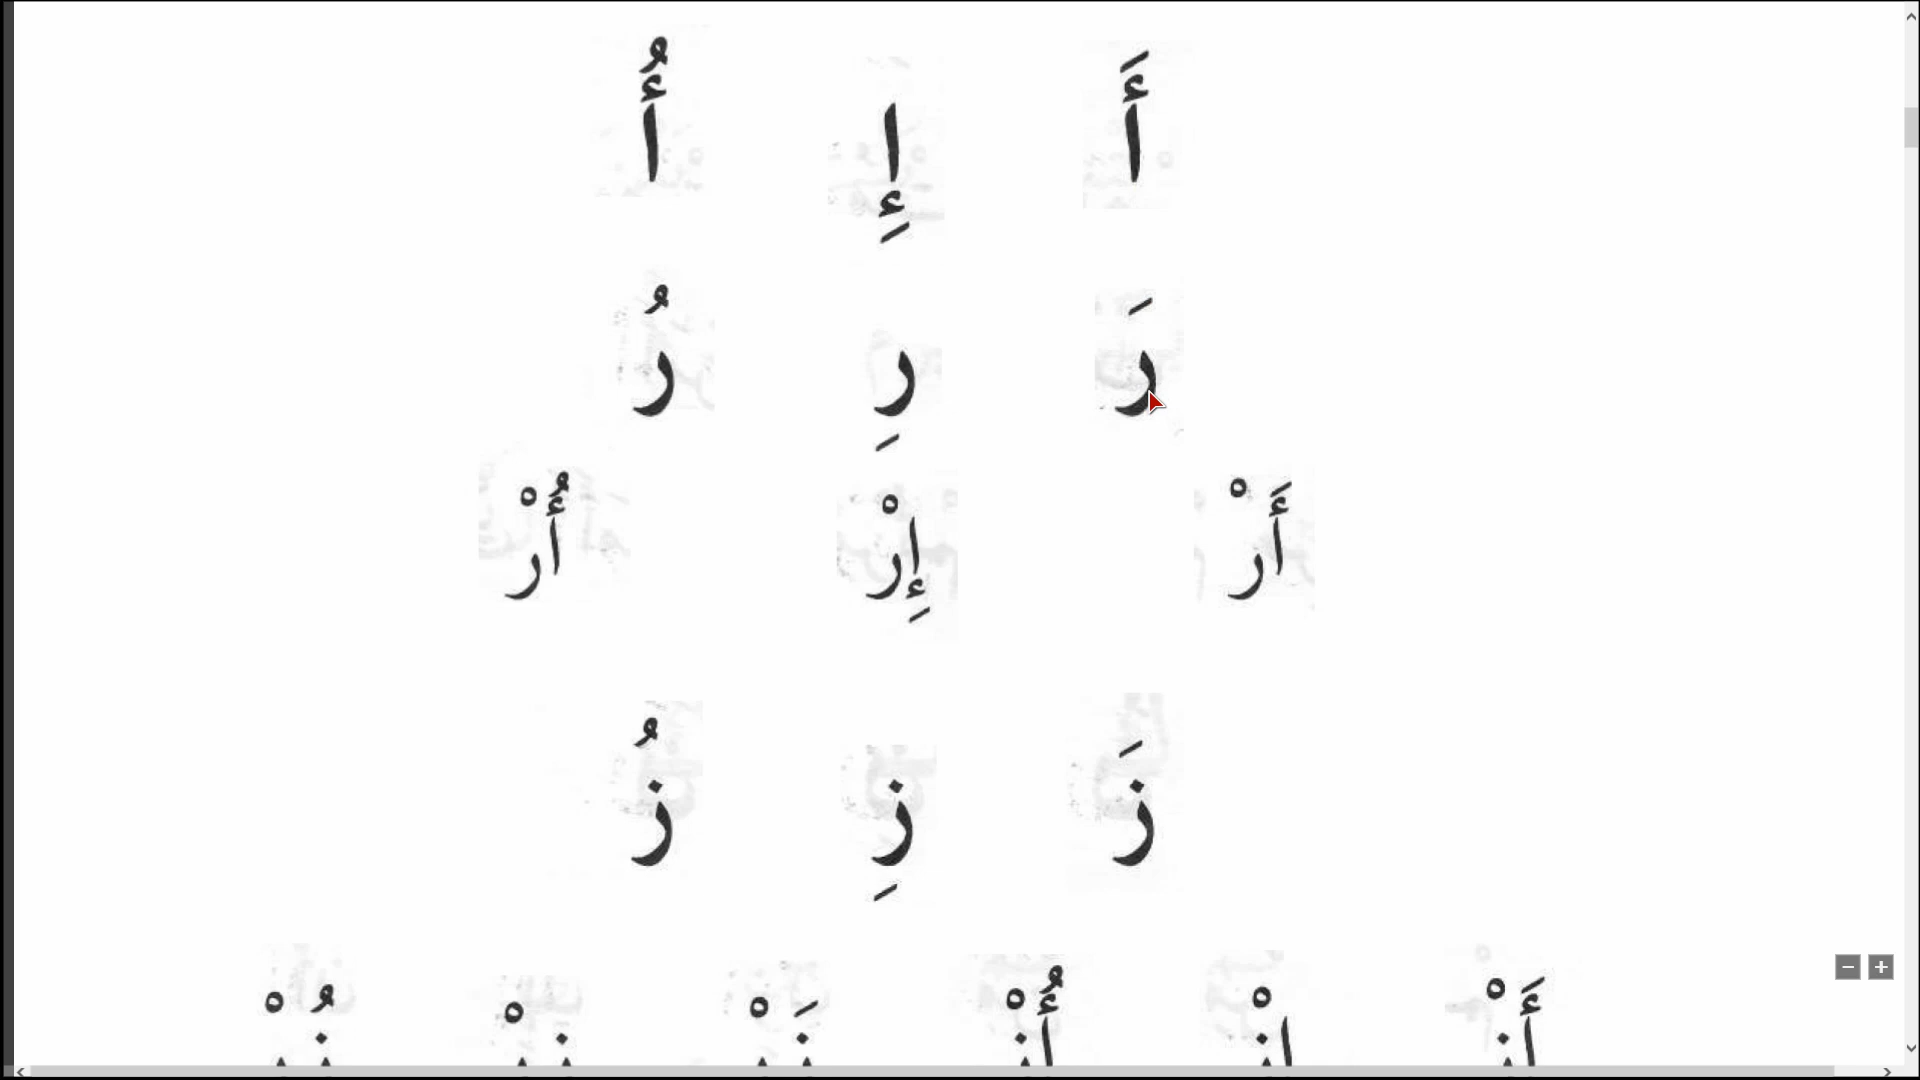 أَ إِ أُ
رَ رِ رُ
أَرْ إِرْ أُرْ
زَ زِ زُ